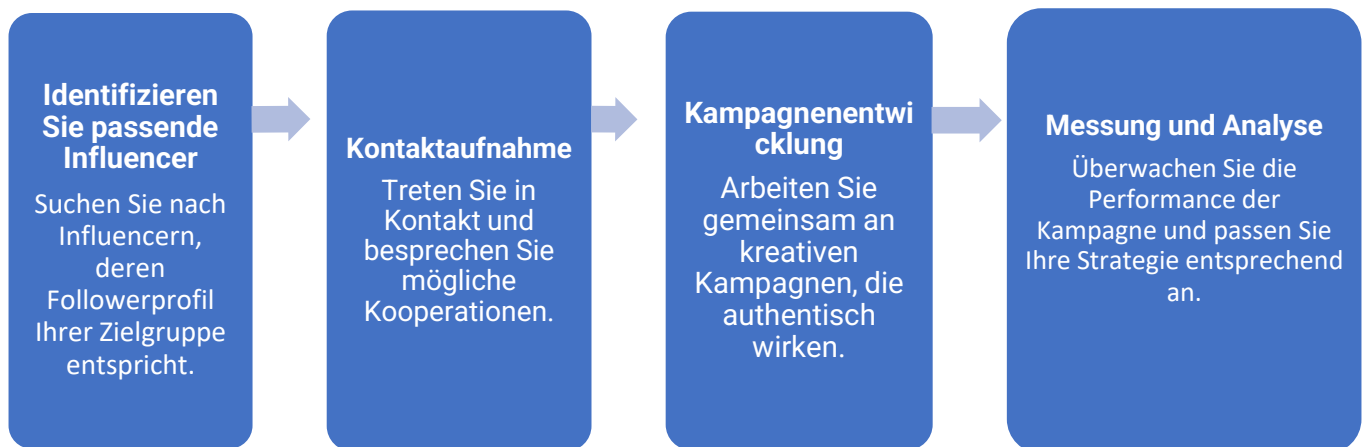 Identifizieren
Sie passende
Influencer
Suchen Sie nach
Influencern,
deren
Followerprofil
Ihrer Zielgruppe
entspricht.
Kontaktaufnahme
Treten Sie in
Kontakt und
besprechen Sie
mögliche
Kooperationen.
Kampagnenentwi
cklung
Arbeiten Sie
gemeinsam an
kreativen
Kampagnen, die
authentisch
wirken.
Messung und Analyse
Überwachen Sie die
Performance der
Kampagne und passen Sie
Ihre Strategie entsprechend
an.